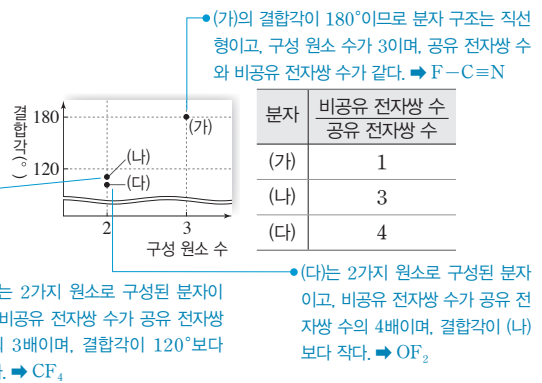 (가)의 결합각이 180°이므로 분자 구조는 직선
형이고, 구성 원소 수가 3이며, 공유 전자쌍 수
와 비공유 전자쌍 수가 같다. ➡ F－C≡N
결합각(°)
180
120
(가)
(나)
(다)
2
3
구성 원소 수
분자
비공유 전자쌍 수
공유 전자쌍 수
(가) 1
(나) 3
(다) 4
(다)는 2가지 원소로 구성된 분자
이고, 비공유 전자쌍 수가 공유 전
자쌍 수의 4배이며, 결합각이 (나)
보다 작다. ➡ OF₂
는 2가지 원소로 구성된 분자이
비공유 전자쌍 수가 공유 전자쌍
3배이며, 결합각이 120°보다
➡ CF₄